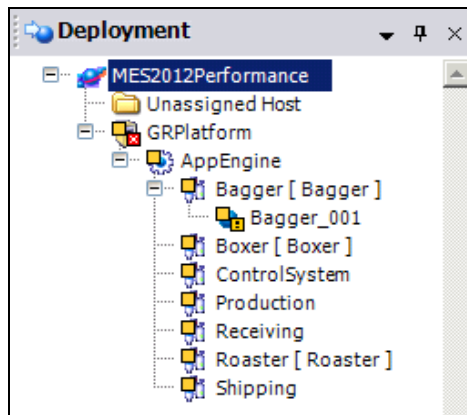 Deployment
MES2012Performance
Unassigned Host
GRPlatform
AppEngine
Bagger [ Bagger ]
Bagger_001
Boxer [ Boxer ]
ControlSystem
Production
Receiving
Roaster [ Roaster ]
Shipping